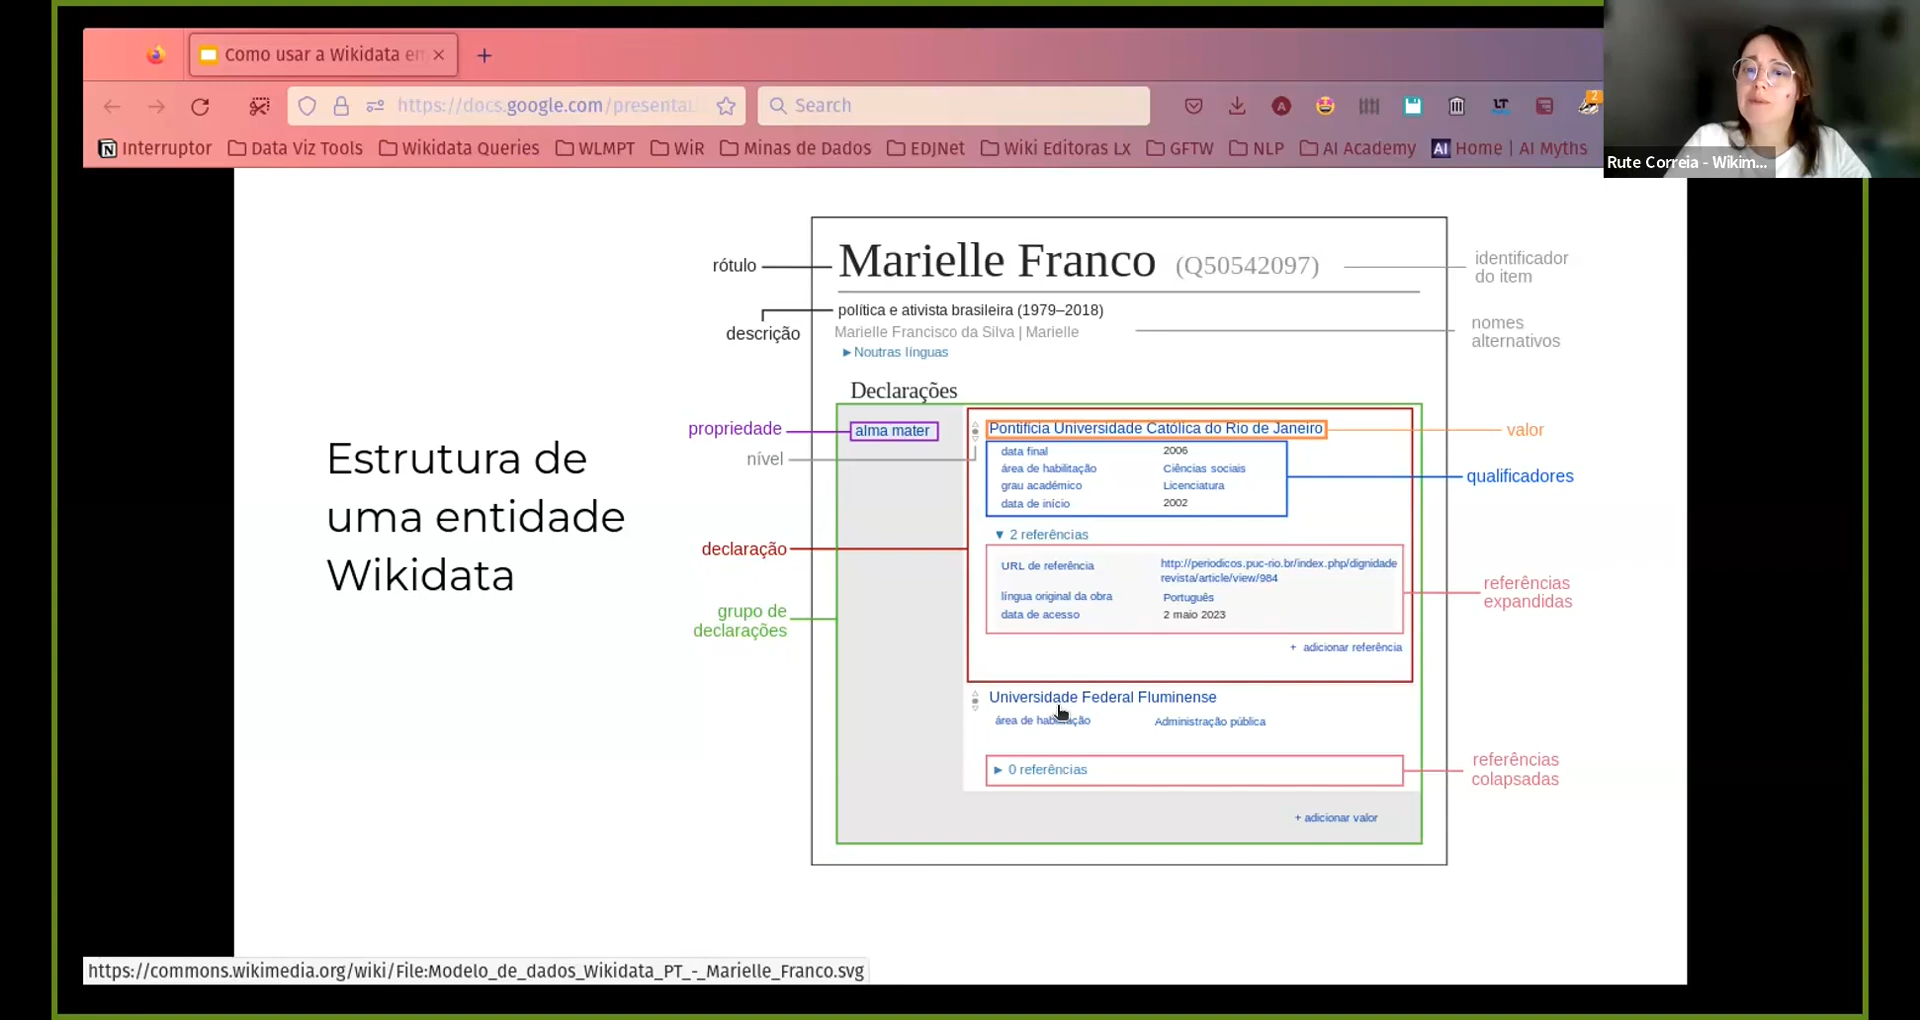 Como usar a Wikidata em
https://docs.google.com/presental
Search
2
Interruptor
Data Viz Tools
Wikidata Queries
WLMPT
WiR
Minas de Dados
EDJNet
Wiki Editoras Lx
GFTW
NLP
AI Academy
AI Home | AI Myths
Rute Correia - Wikim...
Estrutura de
uma entidade
Wikidata
rótulo
Marielle Franco (Q50542097)
identificador
do item
descrição
política e ativista brasileira (1979–2018)
Marielle Francisco da Silva | Marielle
nomes
alternativos
►Noutras línguas
Declarações
propriedade
alma mater
Pontifícia Universidade Católica do Rio de Janeiro
valor
nível
data final 2006
área de habilitação Ciências sociais
grau académico Licenciatura
data de início 2002
qualificadores
▼ 2 referências
declaração
URL de referência http://periodicos.puc-rio.br/index.php/dignidade
revista/article/view/984
língua original da obra Português
data de acesso 2 maio 2023
referências
expandidas
grupo de
declarações
+ adicionar referência
Universidade Federal Fluminense
área de habilitação Administração pública
► 0 referências
referências
colapsadas
+ adicionar valor
https://commons.wikimedia.org/wiki/File:Modelo_de_dados_Wikidata_PT_-_Marielle_Franco.svg